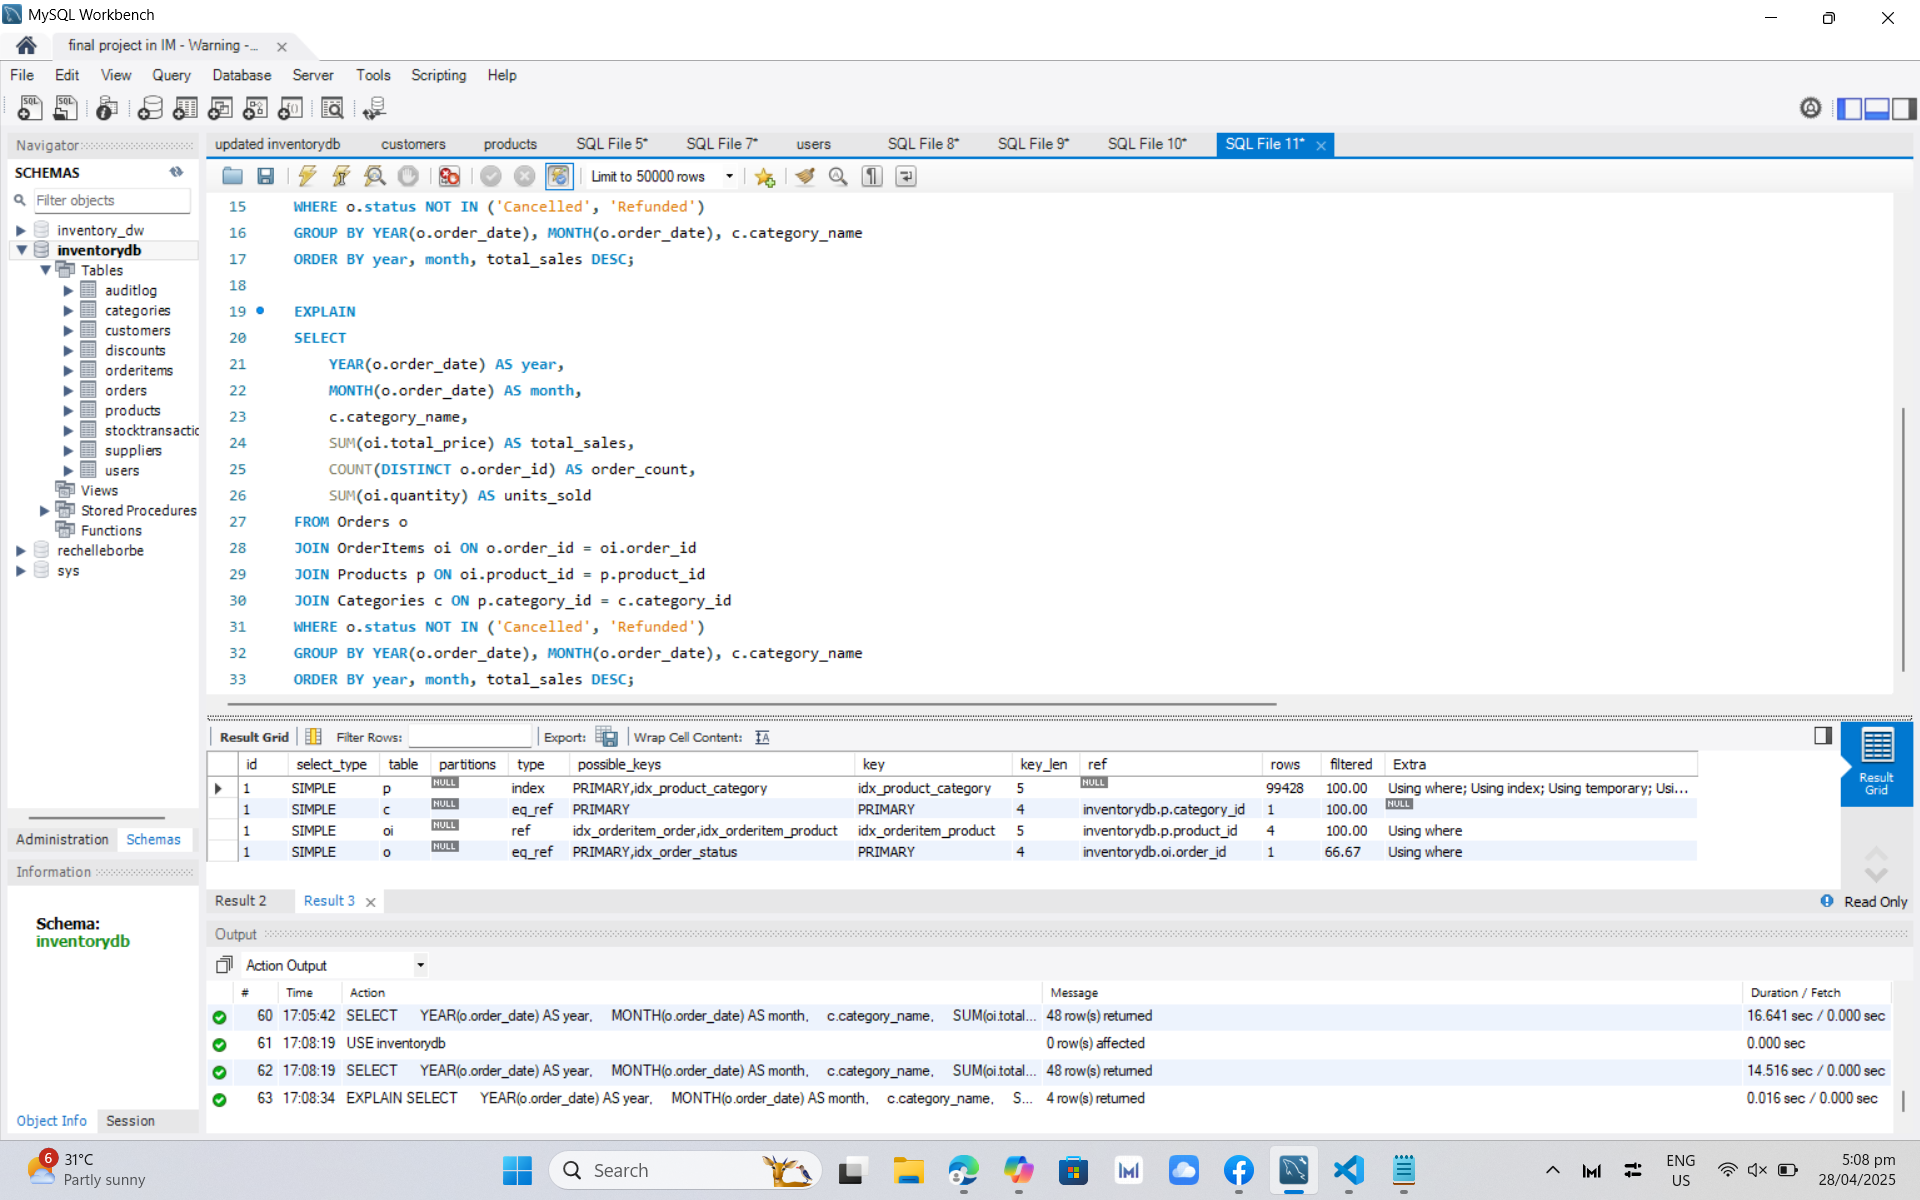 MySQL Workbench
final project in IM - Warning -...
File Edit View Query Database Server Tools Scripting Help
Navigator
SCHEMAS
Filter objects
inventory_dw
inventorydb
Tables
auditlog
categories
customers
discounts
orderitems
orders
products
stocktransactic
suppliers
users
Views
Stored Procedures
Functions
rechelleborbe
sys
Administration Schemas
Information
Schema:
inventorydb
Object Info Session
updated inventorydb customers products SQL File 5* SQL File 7* users SQL File 8* SQL File 9* SQL File 10* SQL File 11*
Limit to 50000 rows
15 WHERE o.status NOT IN ('Cancelled', 'Refunded')
16 GROUP BY YEAR(o.order_date), MONTH(o.order_date), c.category_name
17 ORDER BY year, month, total_sales DESC;
18
19 EXPLAIN
20 SELECT
21 YEAR(o.order_date) AS year,
22 MONTH(o.order_date) AS month,
23 c.category_name,
24 SUM(oi.total_price) AS total_sales,
25 COUNT(DISTINCT o.order_id) AS order_count,
26 SUM(oi.quantity) AS units_sold
27 FROM Orders o
28 JOIN OrderItems oi ON o.order_id = oi.order_id
29 JOIN Products p ON oi.product_id = p.product_id
30 JOIN Categories c ON p.category_id = c.category_id
31 WHERE o.status NOT IN ('Cancelled', 'Refunded')
32 GROUP BY YEAR(o.order_date), MONTH(o.order_date), c.category_name
33 ORDER BY year, month, total_sales DESC;
Result Grid Filter Rows: Export: Wrap Cell Content:
id select_type table partitions type possible_keys key key_len ref rows filtered Extra
1 SIMPLE p NULL index PRIMARY,idx_product_category idx_product_category 5 NULL 99428 100.00 Using where; Using index; Using temporary; Usi...
1 SIMPLE c NULL eq_ref PRIMARY PRIMARY 4 inventorydb.p.category_id 1 100.00 NULL
1 SIMPLE oi NULL ref idx_orderitem_order,idx_orderitem_product idx_orderitem_product 5 inventorydb.p.product_id 4 100.00 Using where
1 SIMPLE o NULL eq_ref PRIMARY,idx_order_status PRIMARY 4 inventorydb.oi.order_id 1 66.67 Using where
Result Grid
Result 2 Result 3 Read Only
Output
Action Output
# Time Action Message Duration / Fetch
60 17:05:42 SELECT YEAR(o.order_date) AS year, MONTH(o.order_date) AS month, c.category_name, SUM(oi.total... 48 row(s) returned 16.641 sec / 0.000 sec
61 17:08:19 USE inventorydb 0 row(s) affected 0.000 sec
62 17:08:19 SELECT YEAR(o.order_date) AS year, MONTH(o.order_date) AS month, c.category_name, SUM(oi.total... 48 row(s) returned 14.516 sec / 0.000 sec
63 17:08:34 EXPLAIN SELECT YEAR(o.order_date) AS year, MONTH(o.order_date) AS month, c.category_name, S... 4 row(s) returned 0.016 sec / 0.000 sec
6
31°C
Partly sunny
Search
ENG
US
5:08 pm
28/04/2025